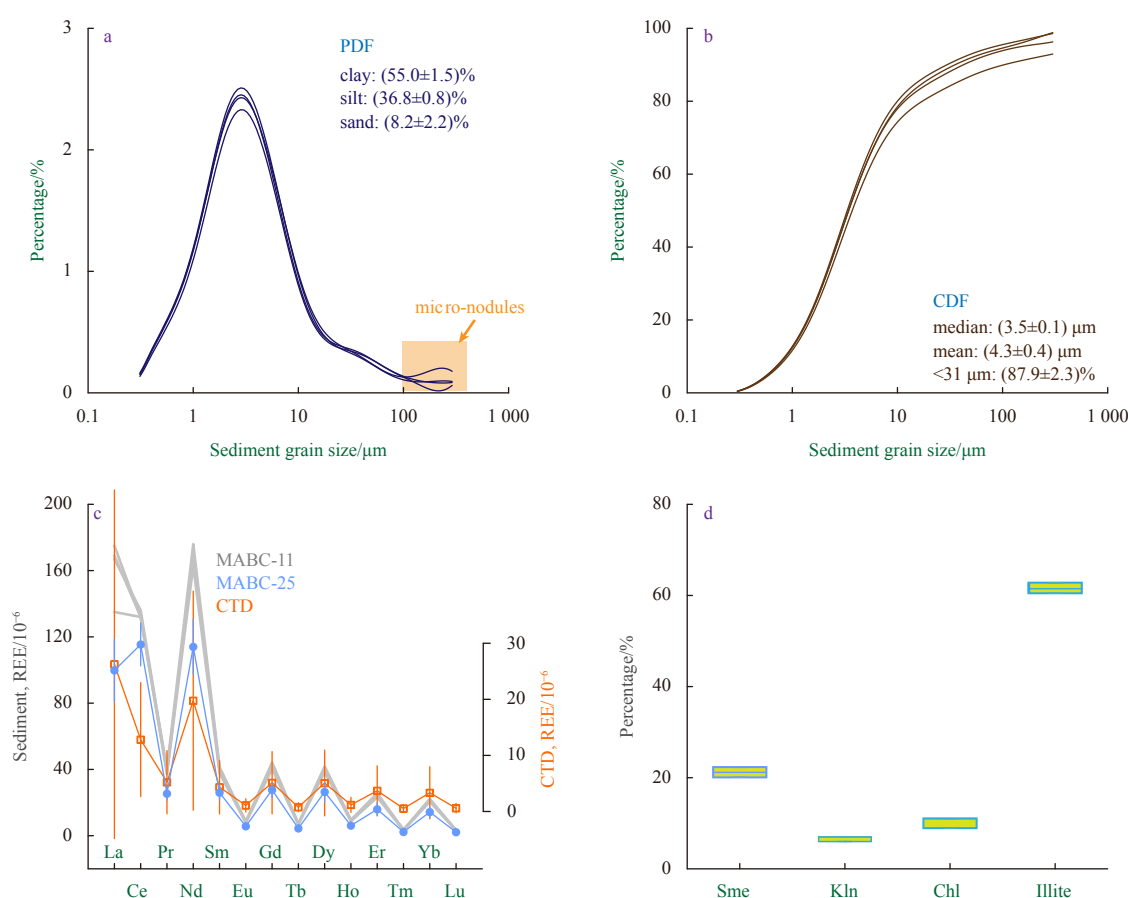 a
PDF
clay: (55.0±1.5)%
silt: (36.8±0.8)%
sand: (8.2±2.2)%
micro-nodules
3
2
1
0
Percentage/%
0.1
1
10
100
1 000
Sediment grain size/μm
b
CDF
median: (3.5±0.1) μm
mean: (4.3±0.4) μm
<31 μm: (87.9±2.3)%
100
80
60
40
20
0
Percentage/%
0.1
1
10
100
1 000
Sediment grain size/μm
c
MABC-11
MABC-25
CTD
200
160
120
80
40
0
Sediment, REE/10⁻⁶
30
20
10
0
CTD, REE/10⁻⁶
La
Ce
Pr
Nd
Sm
Eu
Gd
Tb
Dy
Ho
Er
Tm
Yb
Lu
d
80
60
40
20
0
Percentage/%
Sme
Kln
Chl
Illite